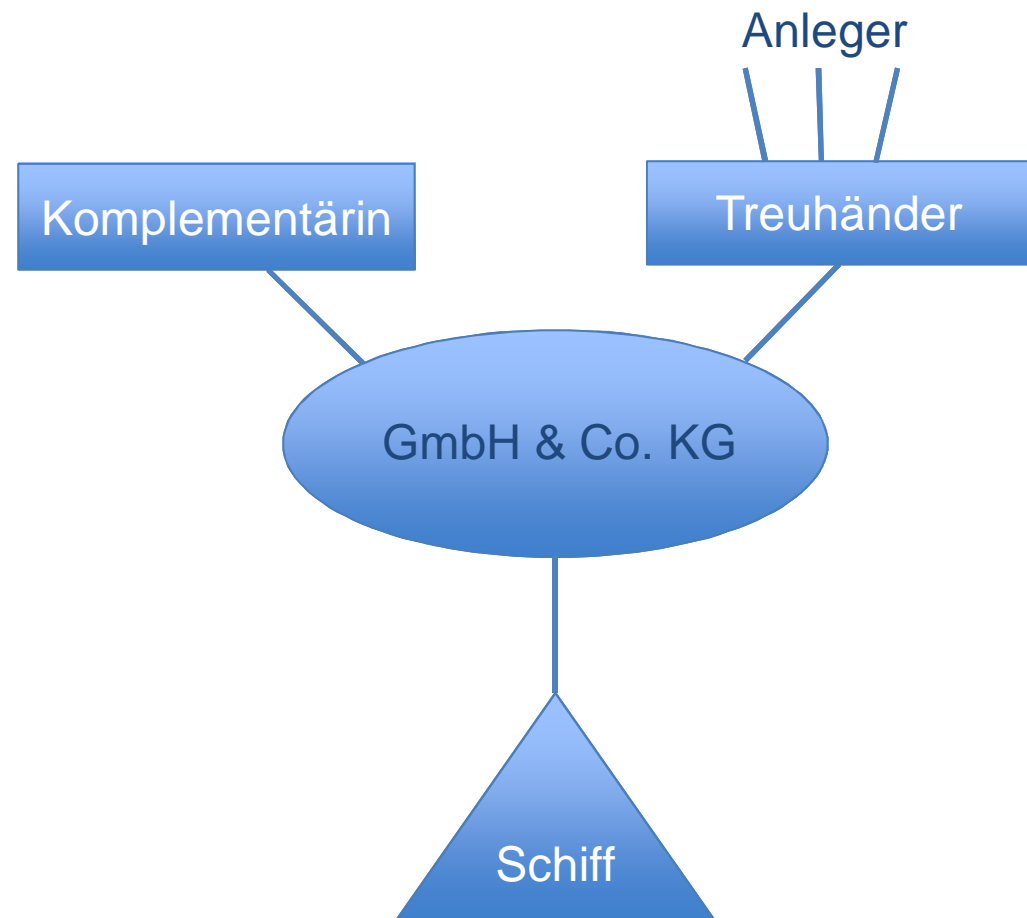 Anleger
Komplementärin
Treuhänder
GmbH & Co. KG
Schiff